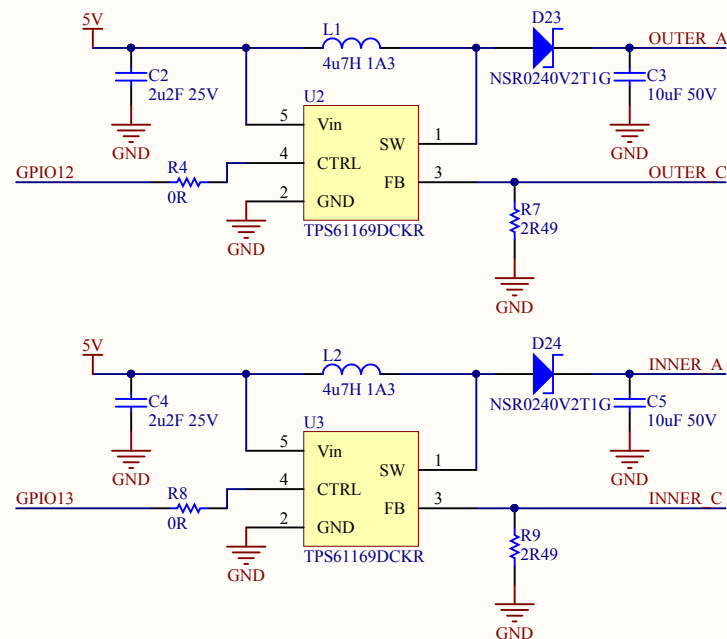 5V
L1
4u7H 1A3
D23
NSR0240V2T1G
OUTER_A
C2
2u2F 25V
GND
C3
10uF 50V
GND
U2
5
Vin
SW
1
GPIO12
R4
0R
4
CTRL
FB
3
OUTER_C
2
GND
GND
TPS61169DCKR
R7
2R49
GND
5V
L2
4u7H 1A3
D24
NSR0240V2T1G
INNER_A
C4
2u2F 25V
GND
C5
10uF 50V
GND
U3
5
Vin
SW
1
GPIO13
R8
0R
4
CTRL
FB
3
INNER_C
2
GND
GND
TPS61169DCKR
R9
2R49
GND